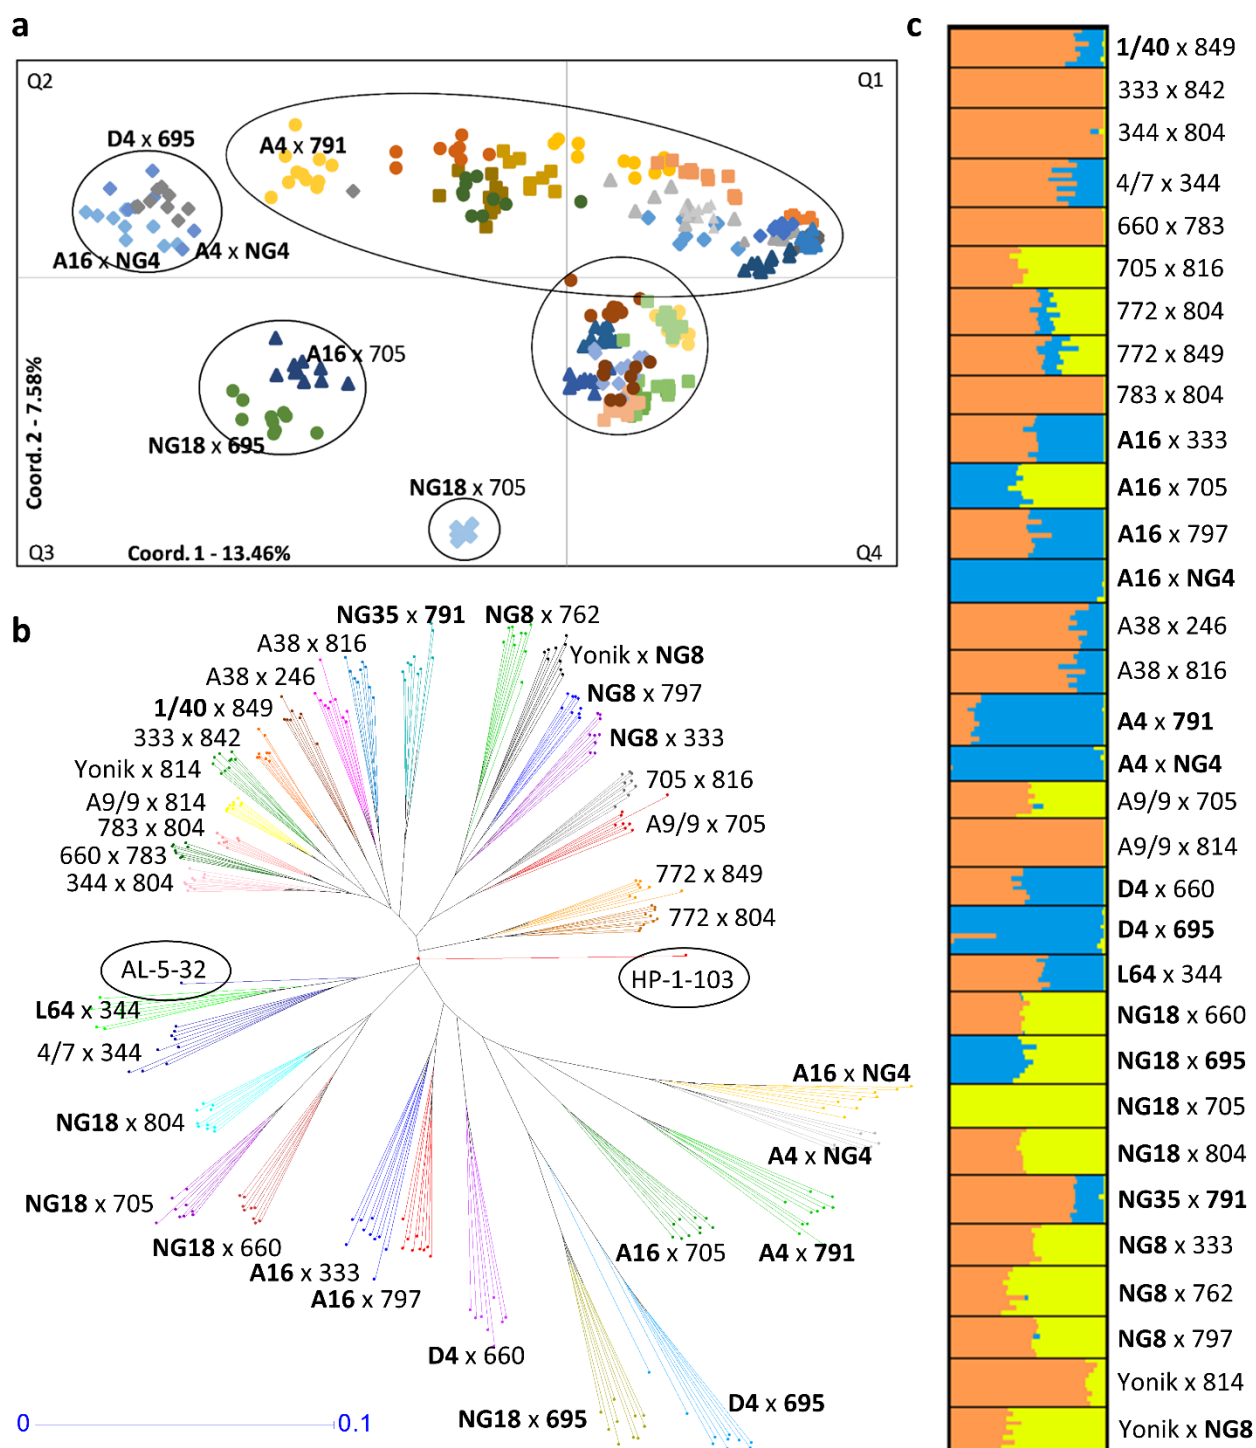 a
Q2
Q1
D4 x 695
A4 x 791
A16 x NG4
A4 x NG4
A16 x 705
NG18 x 695
NG18 x 705
Coord. 2 - 7.58%
Q3
Coord. 1 - 13.46%
Q4
b
NG35 x 791
NG8 x 762
A38 x 816
Yonik x NG8
A38 x 246
NG8 x 797
1/40 x 849
333 x 842
NG8 x 333
Yonik x 814
705 x 816
A9/9 x 814
783 x 804
A9/9 x 705
660 x 783
344 x 804
772 x 849
772 x 804
AL-5-32
HP-1-103
L64 x 344
4/7 x 344
A16 x NG4
NG18 x 804
A4 x NG4
NG18 x 705
NG18 x 660
A16 x 705
A4 x 791
A16 x 333
A16 x 797
D4 x 660
D4 x 695
NG18 x 695
0
0.1
c
1/40 x 849
333 x 842
344 x 804
4/7 x 344
660 x 783
705 x 816
772 x 804
772 x 849
783 x 804
A16 x 333
A16 x 705
A16 x 797
A16 x NG4
A38 x 246
A38 x 816
A4 x 791
A4 x NG4
A9/9 x 705
A9/9 x 814
D4 x 660
D4 x 695
L64 x 344
NG18 x 660
NG18 x 695
NG18 x 705
NG18 x 804
NG35 x 791
NG8 x 333
NG8 x 762
NG8 x 797
Yonik x 814
Yonik x NG8